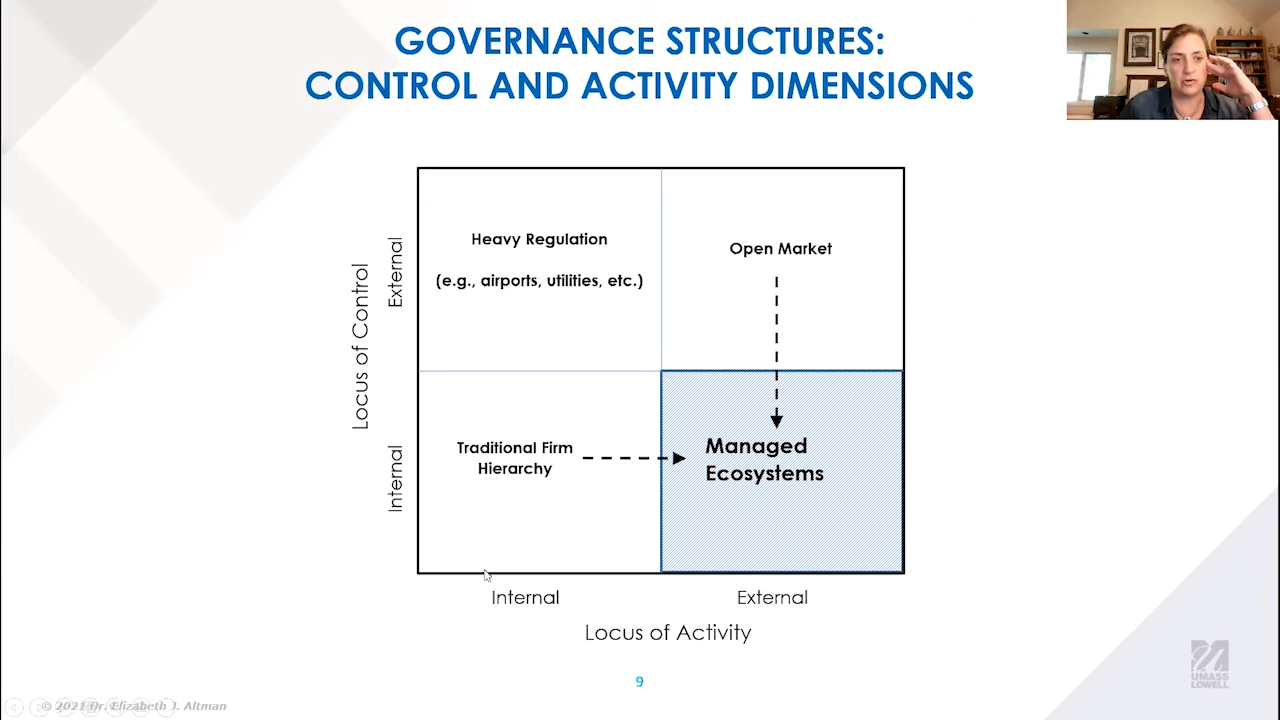 GOVERNANCE STRUCTURES:
CONTROL AND ACTIVITY DIMENSIONS
Locus of Control
External
Internal
Heavy Regulation
(e.g., airports, utilities, etc.)
Open Market
Traditional Firm
Hierarchy
Managed
Ecosystems
Internal
External
Locus of Activity
9
© 2021 Dr. Elizabeth J. Altman
UMASS
LOWELL